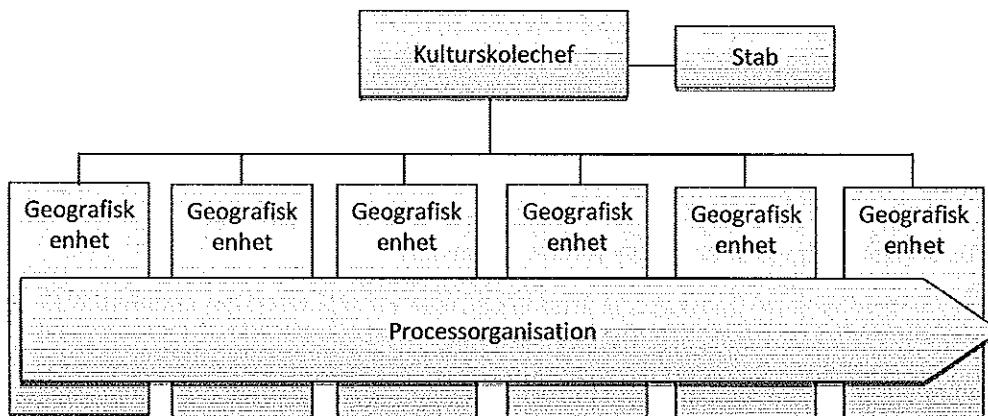 Kulturskolechef
Stab
Geografisk
enhet
Geografisk
enhet
Geografisk
enhet
Geografisk
enhet
Geografisk
enhet
Geografisk
enhet
Processorganisation